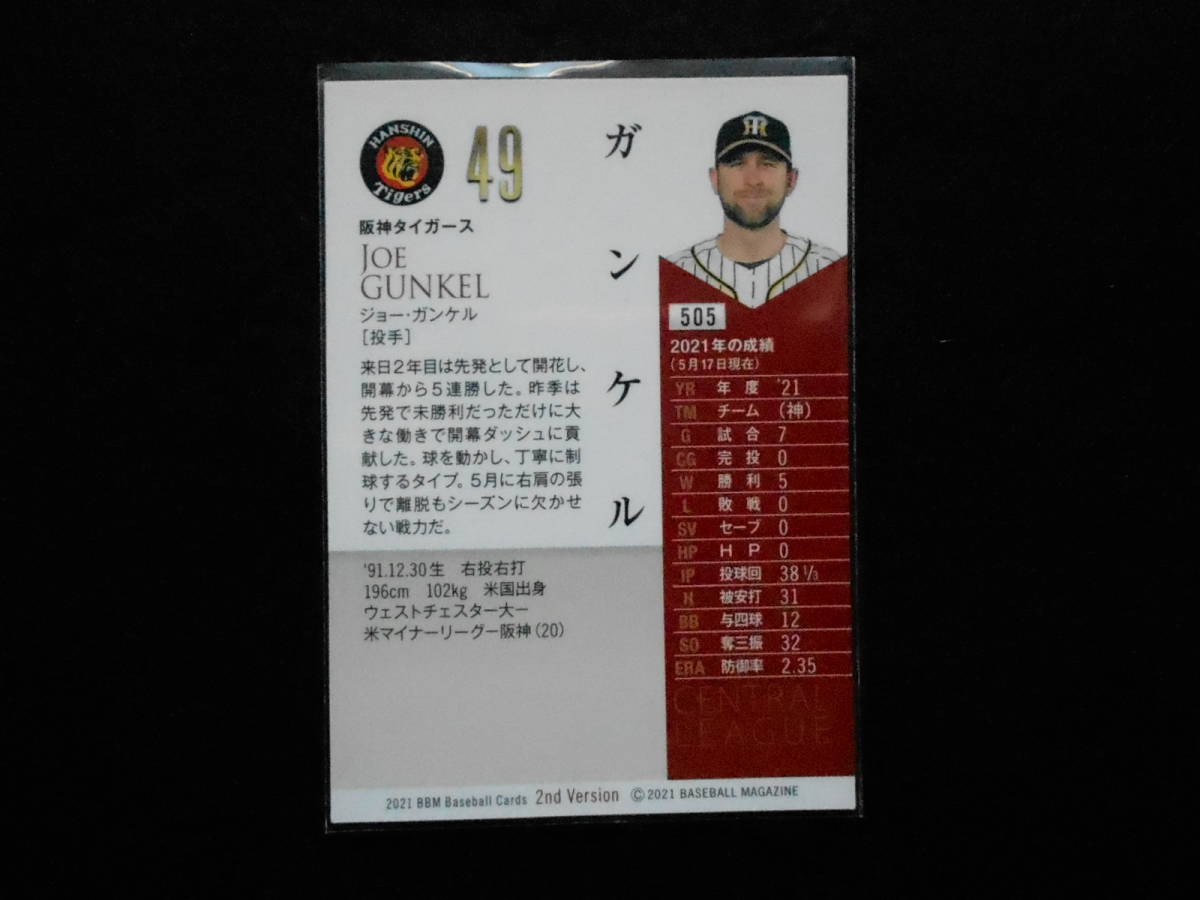 HANSHIN
Tigers
49
阪神タイガース
JOE
GUNKEL
ジョー・ガンケル
[投手]
来日2年目は先発として開花し、
開幕から5連勝した。昨季は
先発で未勝利だっただけに大
きな働きで開幕ダッシュに貢
献した。球を動かし、丁寧に制
球するタイプ。5月に右肩の張
りで離脱もシーズンに欠かせ
ない戦力だ。
ガンケル
'91.12.30生 右投右打
196cm 102kg 米国出身
ウェストチェスター大ー
米マイナーリーグー阪神(20)
505
2021年の成績
(5月17日現在)
YR 年度 '21
TM チーム (神)
G 試合 7
CG 完投 0
W 勝利 5
L 敗戦 0
SV セーブ 0
HP HP 0
IP 投球回 38 1/3
H 被安打 31
BB 与四球 12
SO 奪三振 32
ERA 防御率 2.35
CENTRAL
LEAGUE
2021 BBM Baseball Cards 2nd Version ©2021 BASEBALL MAGAZINE